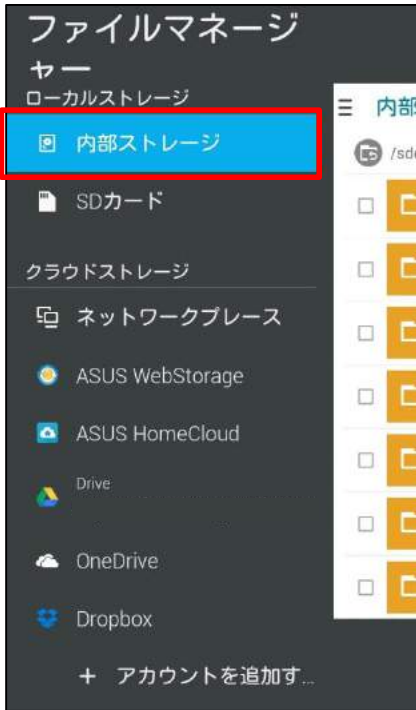 ファイルマネージ
ャー
ローカルストレージ
内部ストレージ
SDカード
クラウドストレージ
ネットワークプレース
ASUS WebStorage
ASUS HomeCloud
Drive
OneDrive
Dropbox
+ アカウントを追加す...
内部